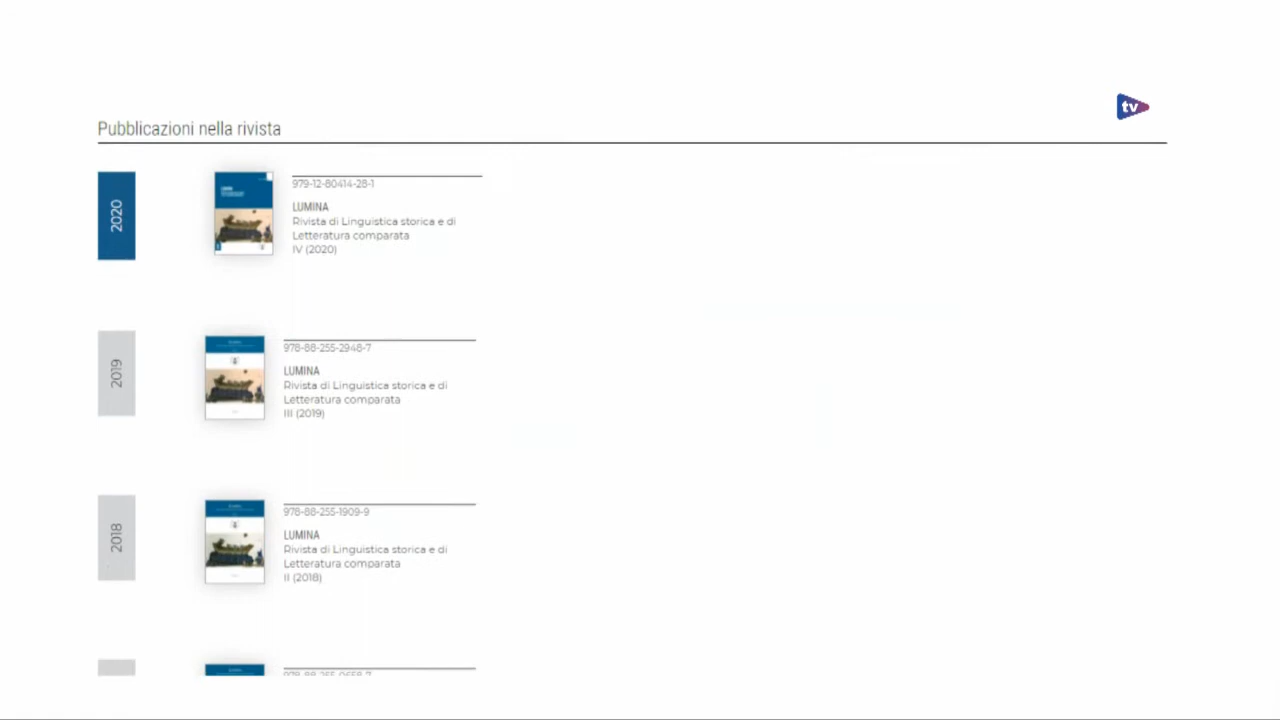 tv
Pubblicazioni nella rivista
2020
979-12-80414-28-1
LUMINA
Rivista di Linguistica storica e di
Letteratura comparata
IV (2020)
2019
978-88-255-2948-7
LUMINA
Rivista di Linguistica storica e di
Letteratura comparata
III (2019)
2018
978-88-255-1909-9
LUMINA
Rivista di Linguistica storica e di
Letteratura comparata
II (2018)